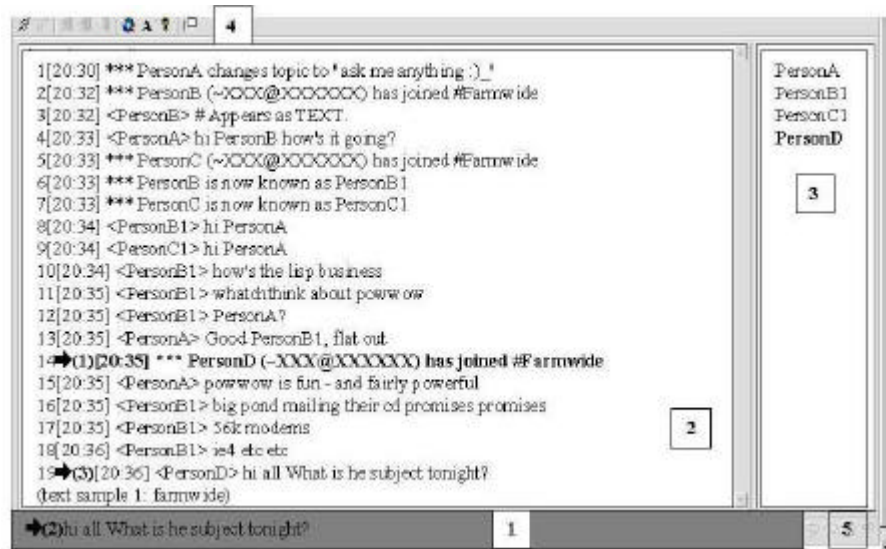 A 4
1[20:30] *** PersonA changes topic to "ask me anything :)_"
2[20:32] *** PersonB (~XXX@XXXXXXX) has joined #Farmwide
3[20:32] <PersonB> # Appears as TEXT.
4[20:33] <PersonA> hi PersonB how's it going?
5[20:33] *** PersonC (~XXX@XXXXXXX) has joined #Farmwide
6[20:33] *** PersonB is now known as PersonB1
7[20:33] *** PersonC is now known as PersonC1
8[20:34] <PersonB1> hi PersonA
9[20:34] <PersonC1> hi PersonA
10[20:34] <PersonB1> how's the lisp business
11[20:35] <PersonB1> whatchthink about powwow
12[20:35] <PersonB1> PersonA?
13[20:35] <PersonA> Good PersonB1, flat out
14➔(1)[20:35] *** PersonD (~XXX@XXXXXX) has joined #Farmwide
15[20:35] <PersonA> powwow is fun - and fairly powerful
16[20:35] <PersonB1> big pond mailing their cd promises promises
17[20:35] <PersonB1> 56k modems
18[20:36] <PersonB1> ie4 etc etc
19➔(3)[20:36] <PersonD> hi all What is he subject tonight?
(text sample 1: farmwide)
2
PersonA
PersonB1
PersonC1
PersonD
3
➔(2)hi all What is he subject tonight? 1
5